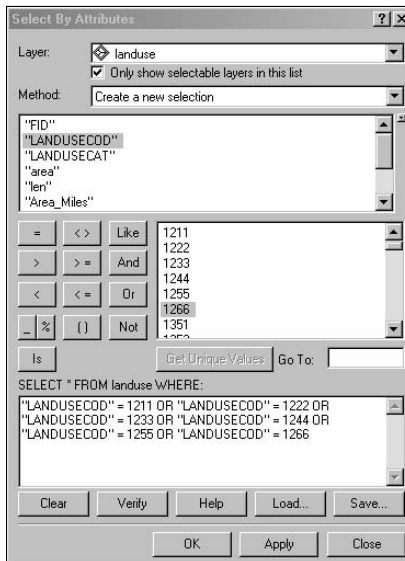 Select By Attributes
Layer: landuse
Only show selectable layers in this list
Method: Create a new selection
"FID"
"LANDUSECOD"
"LANDUSECAT"
"area"
"len"
"Area_Miles"
= <> Like
> >= And
< <= Or
_ % () Not
Is
1211
1222
1233
1244
1255
1266
1351
Get Unique Values Go To:
SELECT * FROM landuse WHERE:
"LANDUSECOD" = 1211 OR "LANDUSECOD" = 1222 OR
"LANDUSECOD" = 1233 OR "LANDUSECOD" = 1244 OR
"LANDUSECOD" = 1255 OR "LANDUSECOD" = 1266
Clear Verify Help Load... Save...
OK Apply Close